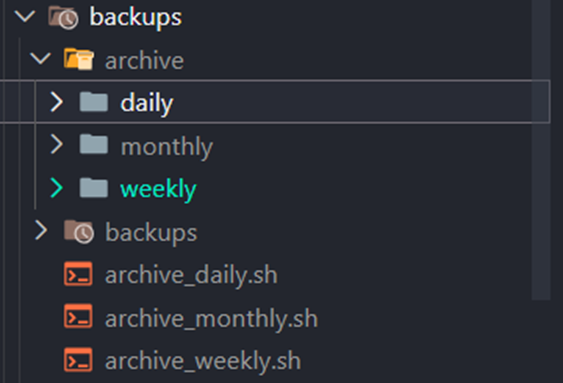 backups
archive
daily
monthly
weekly
backups
archive_daily.sh
archive_monthly.sh
archive_weekly.sh